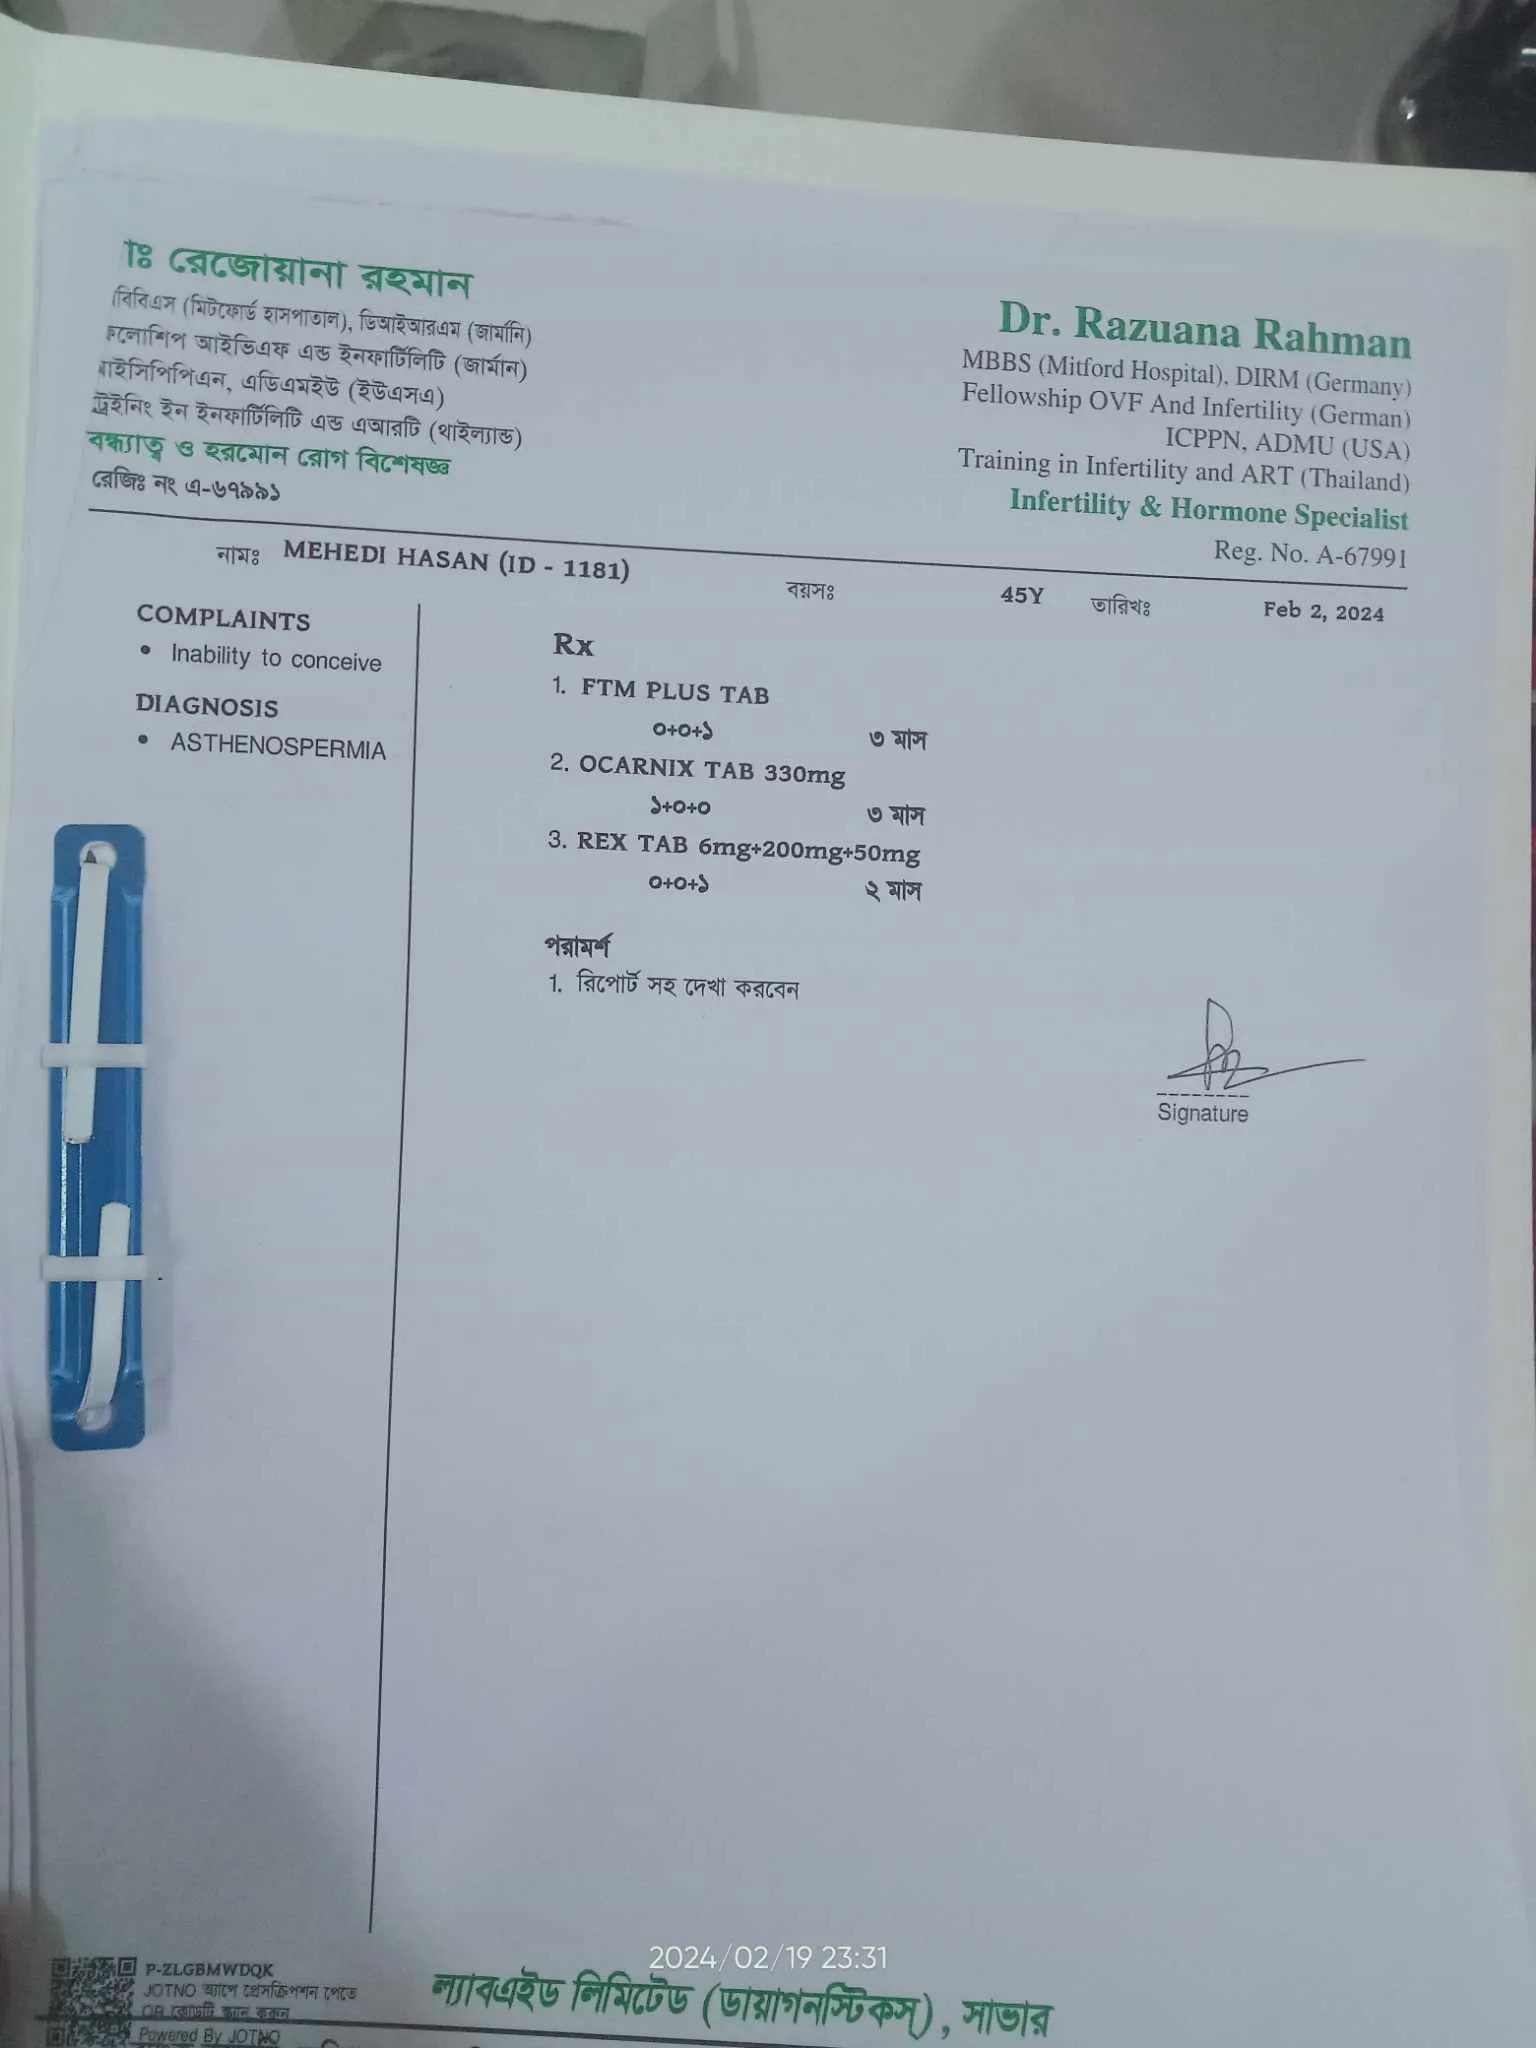 াঃ রেজোয়ানা রহমান
বিবিএস (মিটফোর্ড হাসপাতাল), ডিআইআরএম (জার্মানি)
ফেলোশিপ আইভিএফ এন্ড ইনফার্টিলিটি (জার্মান)
আইসিপিপিএন, এডিএমইউ (ইউএসএ)
ট্রেইনিং ইন ইনফার্টিলিটি এন্ড এআরটি (থাইল্যান্ড)
বন্ধ্যাত্ব ও হরমোন রোগ বিশেষজ্ঞ
রেজিঃ নং এ-৬৭৯৯১
Dr. Razuana Rahman
MBBS (Mitford Hospital), DIRM (Germany)
Fellowship OVF And Infertility (German)
ICPPN, ADMU (USA)
Training in Infertility and ART (Thailand)
Infertility & Hormone Specialist
Reg. No. A-67991
নামঃ MEHEDI HASAN (ID - 1181) বয়সঃ 45Y তারিখঃ Feb 2, 2024
COMPLAINTS
• Inability to conceive
DIAGNOSIS
• ASTHENOSPERMIA
Rx
1. FTM PLUS TAB
০+০+১ ৩ মাস
2. OCARNIX TAB 330mg
১+০+০ ৩ মাস
3. REX TAB 6mg+200mg+50mg
০+০+১ ২ মাস
পরামর্শ
1. রিপোর্ট সহ দেখা করবেন
Signature
2024/02/19 23:31
P-ZLGBMWDQK
JOTNO অ্যাপে প্রেসক্রিপশন পেতে
QR কোডটি স্ক্যান করুন
Powered By JOTNO
ল্যাবএইড লিমিটেড (ডায়াগনস্টিকস), সাভার